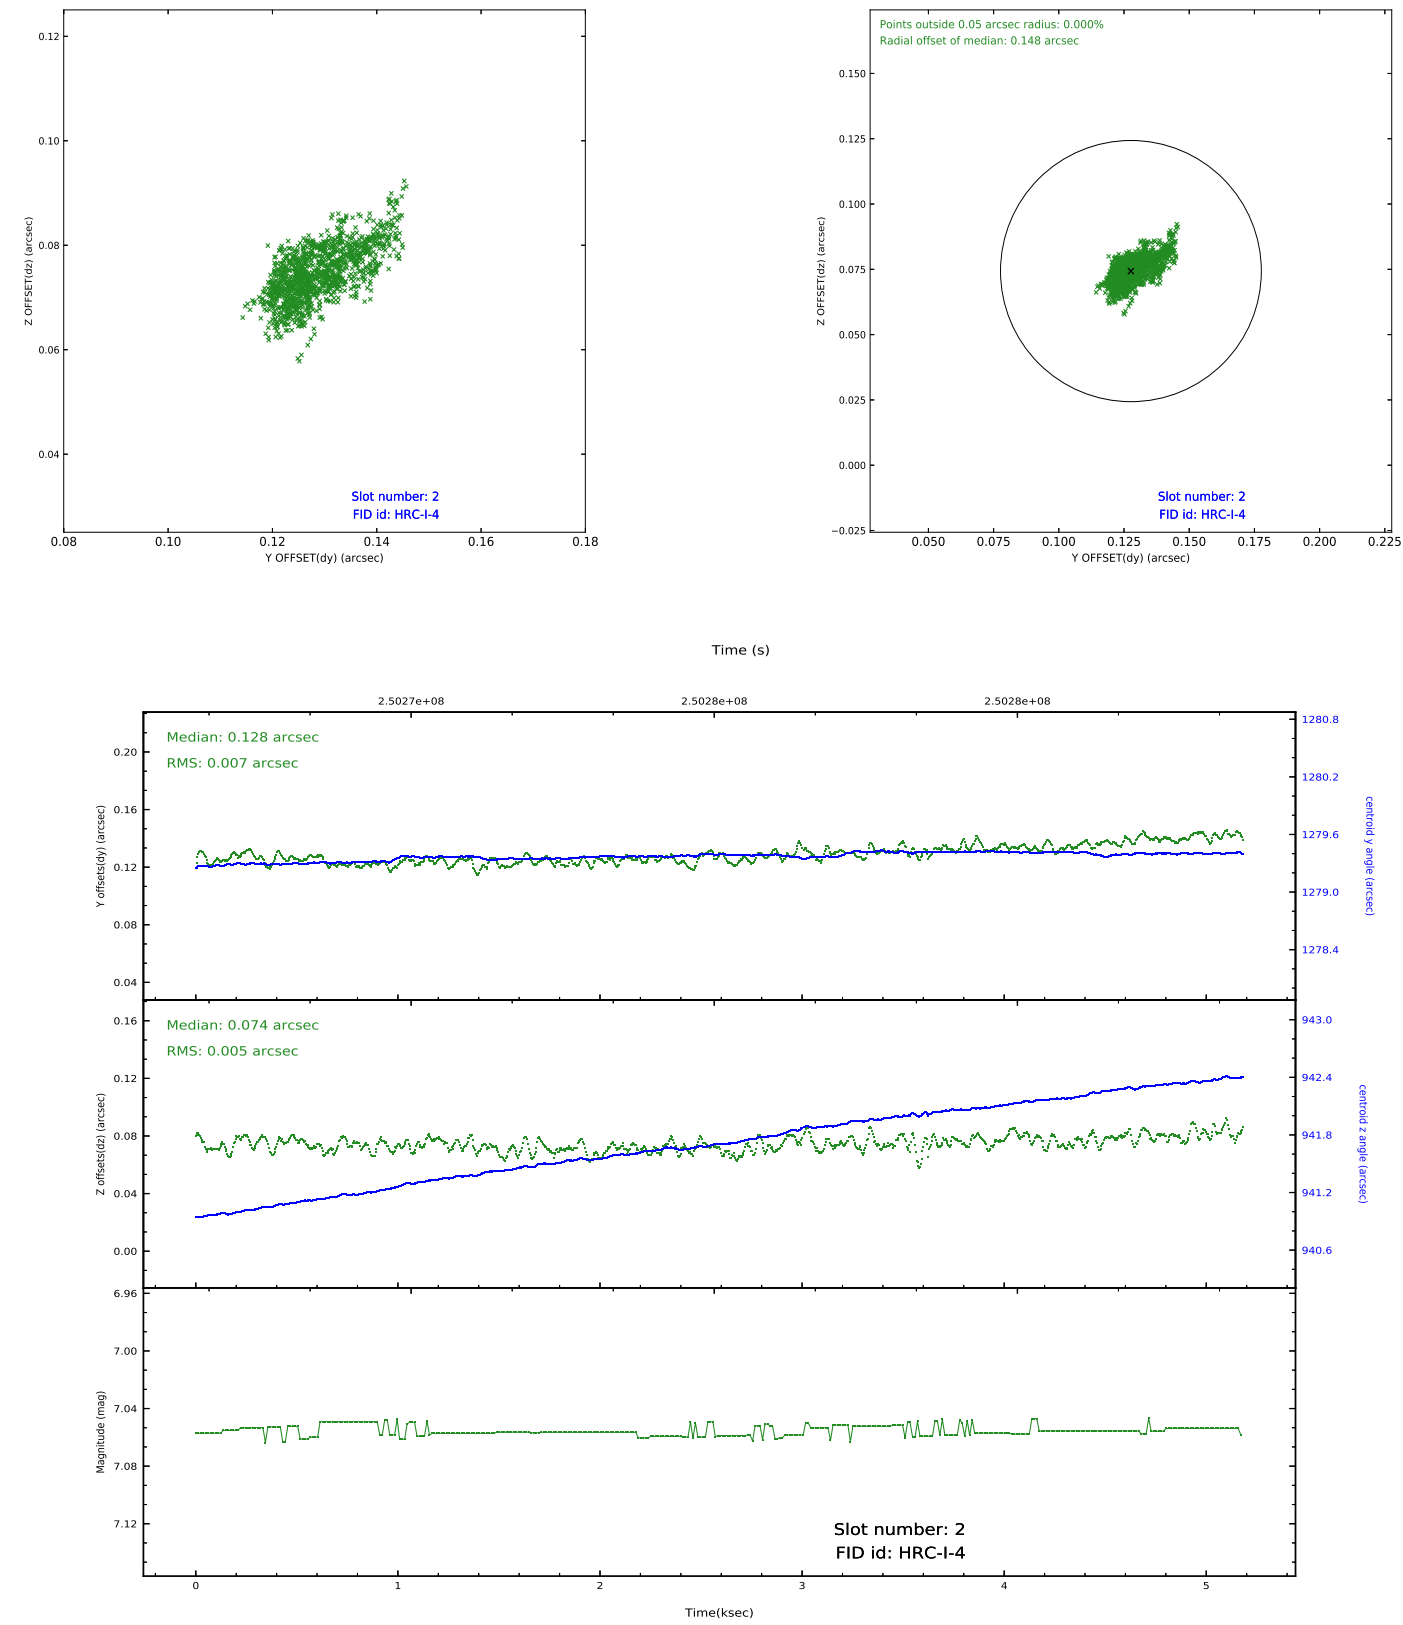 0.12
0.10
0.08
0.06
0.04
Z OFFSET(dz) (arcsec)
Slot number: 2
FID id: HRC-I-4
0.08 0.10 0.12 0.14 0.16 0.18
Y OFFSET(dy) (arcsec)
Points outside 0.05 arcsec radius: 0.000%
Radial offset of median: 0.148 arcsec
0.150
0.125
0.100
0.075
0.050
0.025
0.000
−0.025
Z OFFSET(dz) (arcsec)
Slot number: 2
FID id: HRC-I-4
0.050 0.075 0.100 0.125 0.150 0.175 0.200 0.225
Y OFFSET(dy) (arcsec)
Time (s)
2.5027e+08 2.5028e+08 2.5028e+08
Median: 0.128 arcsec
RMS: 0.007 arcsec
0.20
0.16
0.12
0.08
0.04
Y offsets(dy) (arcsec)
1280.8
1280.2
1279.6
1279.0
1278.4
centroid y angle (arcsec)
Median: 0.074 arcsec
RMS: 0.005 arcsec
0.16
0.12
0.08
0.04
0.00
Z offsets(dz) (arcsec)
943.0
942.4
941.8
941.2
940.6
centroid z angle (arcsec)
6.96
7.00
7.04
7.08
7.12
Magnitude (mag)
Slot number: 2
FID id: HRC-I-4
0 1 2 3 4 5
Time(ksec)